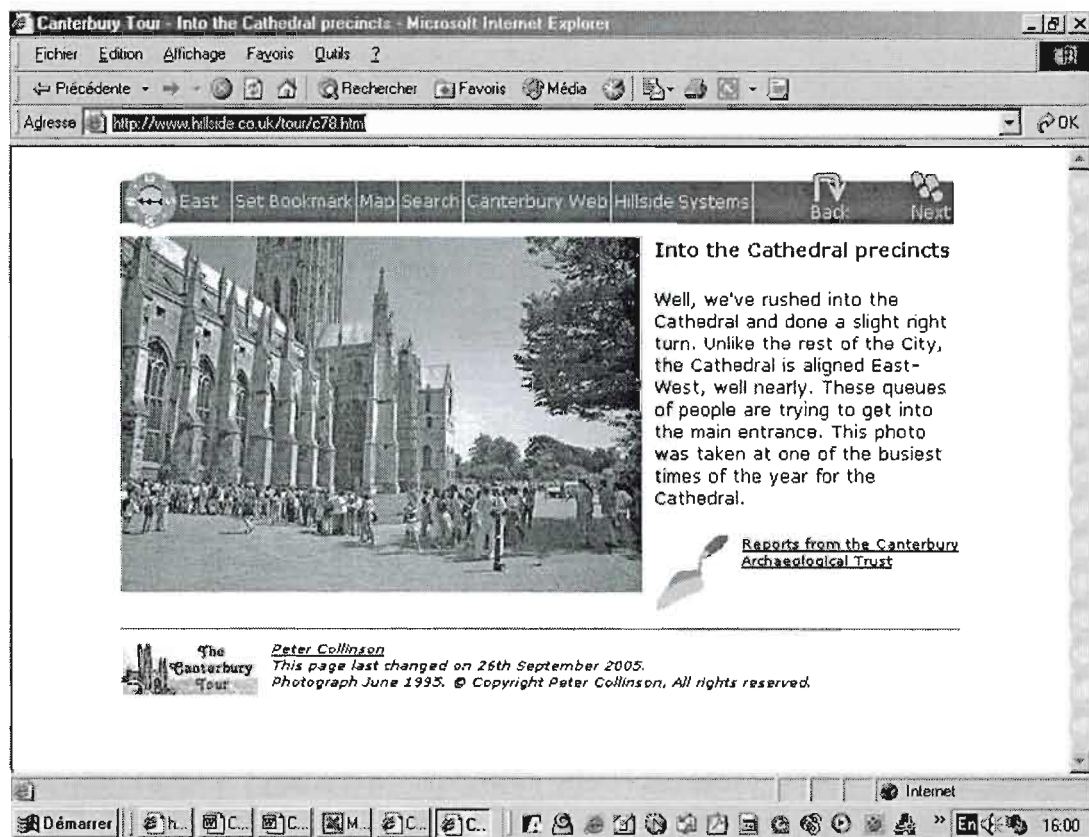 Canterbury Tour - Into the Cathedral precincts - Microsoft Internet Explorer
Fichier Edition Affichage Favoris Outils ?
Précédente Rechercher Favoris Média
Adresse http://www.hillside.co.uk/tour/c78.htm OK
East Set Bookmark Map Search Canterbury Web Hillside Systems Back Next
Into the Cathedral precincts
Well, we've rushed into the
Cathedral and done a slight right
turn. Unlike the rest of the City,
the Cathedral is aligned East-
West, well nearly. These queues
of people are trying to get into
the main entrance. This photo
was taken at one of the busiest
times of the year for the
Cathedral.
Reports from the Canterbury
Archaeological Trust
The
Canterbury
Tour
Peter Collinson
This page last changed on 26th September 2005.
Photograph June 1995. © Copyright Peter Collinson, All rights reserved.
Internet
Démarrer h... C... C... M... C... C... » En 16:00